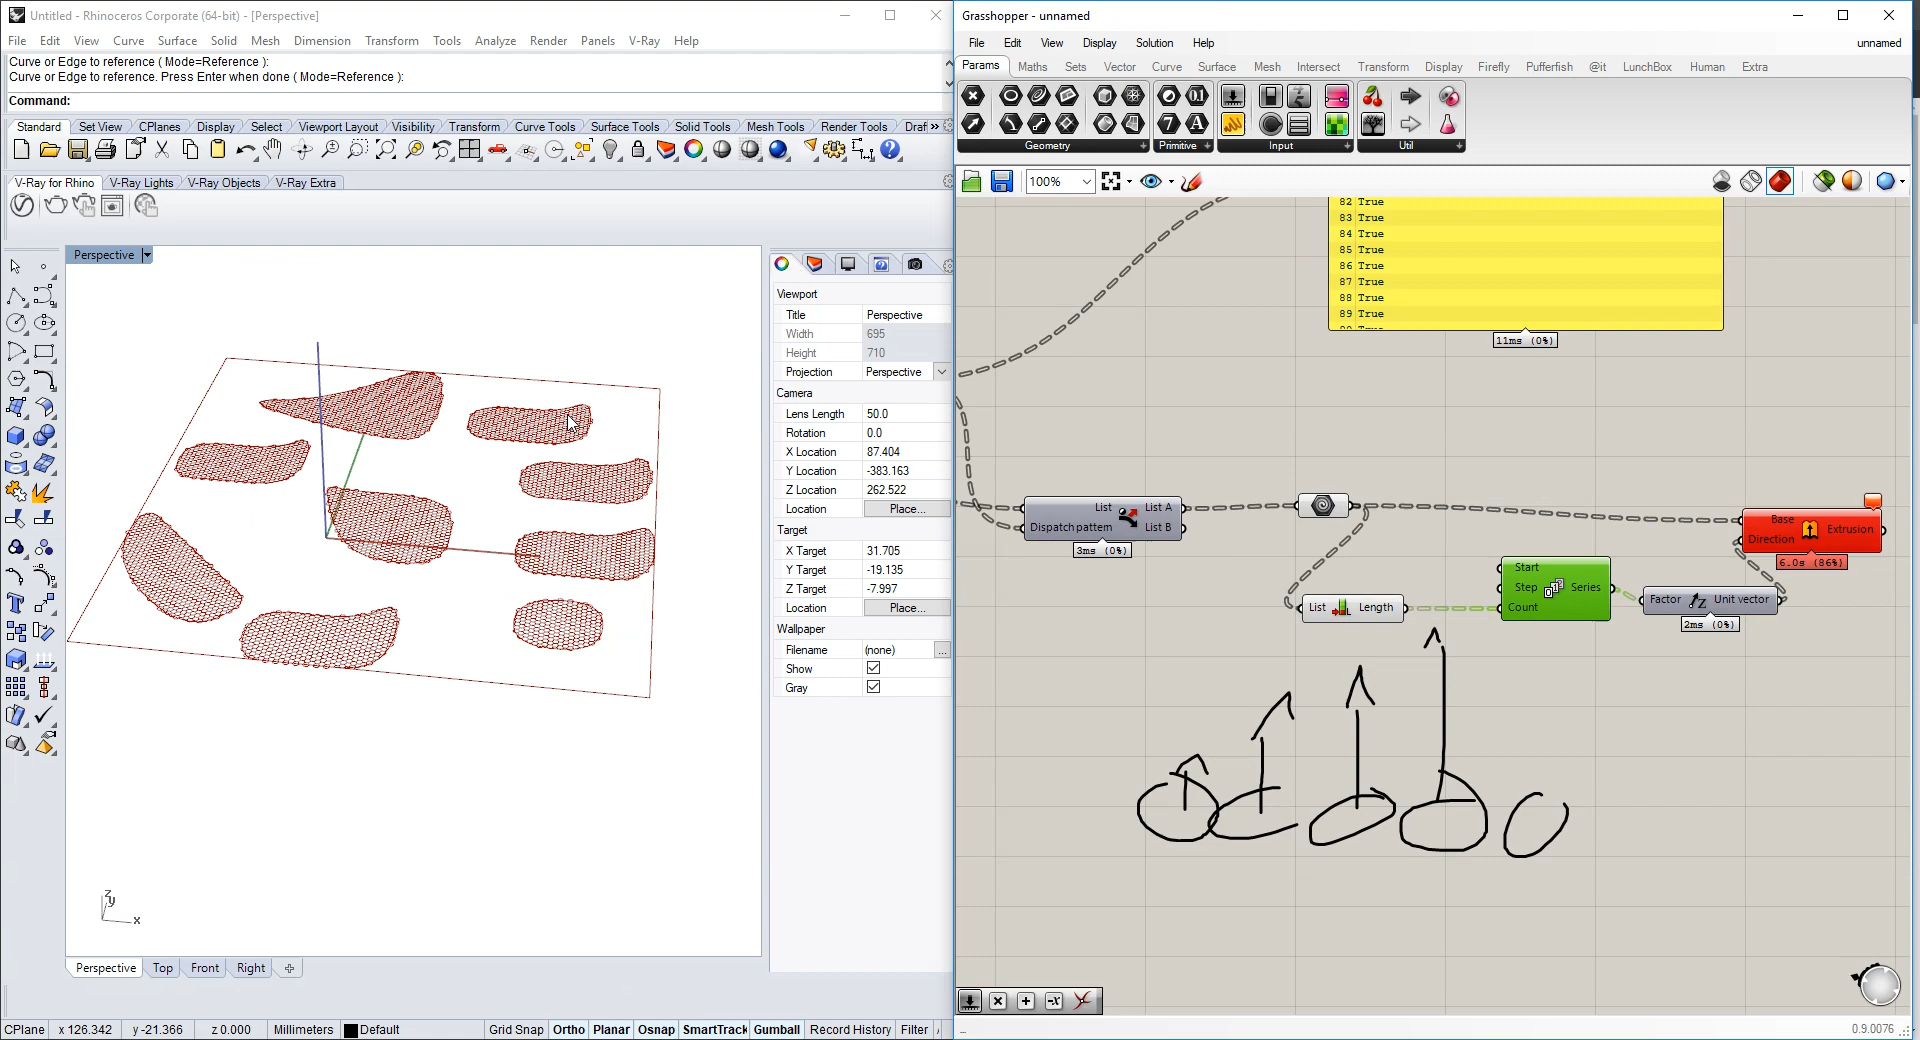 Untitled - Rhinoceros Corporate (64-bit) - [Perspective]
File Edit View Curve Surface Solid Mesh Dimension Transform Tools Analyze Render Panels V-Ray Help
Curve or Edge to reference ( Mode=Reference ):
Curve or Edge to reference. Press Enter when done ( Mode=Reference ):
Command:
Standard Set View CPlanes Display Select Viewport Layout Visibility Transform Curve Tools Surface Tools Solid Tools Mesh Tools Render Tools Draf
V-Ray for Rhino V-Ray Lights V-Ray Objects V-Ray Extra
Perspective
Viewport
Title Perspective
Width 695
Height 710
Projection Perspective
Camera
Lens Length 50.0
Rotation 0.0
X Location 87.404
Y Location -383.163
Z Location 262.522
Location Place...
Target
X Target 31.705
Y Target -19.135
Z Target -7.997
Location Place...
Wallpaper
Filename (none) ...
Show
Gray
z
y
x
Perspective Top Front Right
CPlane x 126.342 y -21.366 z 0.000 Millimeters Default Grid Snap Ortho Planar Osnap SmartTrack Gumball Record History Filter
Grasshopper - unnamed
File Edit View Display Solution Help unnamed
Params Maths Sets Vector Curve Surface Mesh Intersect Transform Display Firefly Pufferfish @it LunchBox Human Extra
Geometry Primitive Input Util
100%
82 True
83 True
84 True
85 True
86 True
87 True
88 True
89 True
90 True
11ms (0%)
List List A
Dispatch pattern List B
3ms (0%)
Base Extrusion
Direction
6.0s (86%)
List Length
Start
Step Series
Count
Factor Unit vector
2ms (0%)
...
0.9.0076